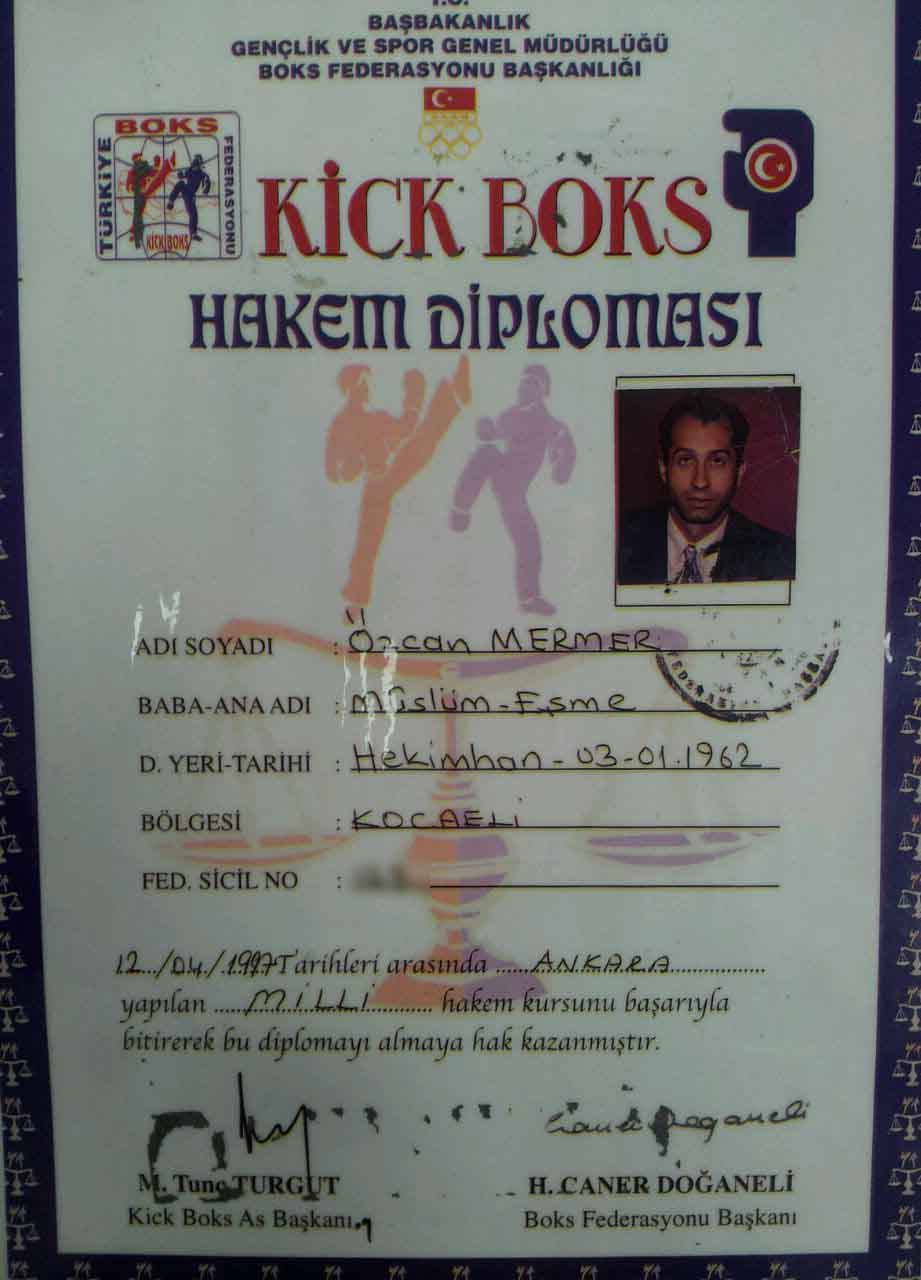 T.C.
BAŞBAKANLIK
GENÇLİK VE SPOR GENEL MÜDÜRLÜĞÜ
BOKS FEDERASYONU BAŞKANLIĞI
TÜRKİYE
BOKS
FEDERASYONU
KİCK BOKS
KİCK BOKS
HAKEM DİPLOMASI
ADI SOYADI : Özcan MERMER
BABA-ANA ADI : Müslüm-Eşme
D. YERİ-TARİHİ : Hekimhan - 03-01.1962
BÖLGESİ : KOCAELİ
FED. SİCİL NO :
12.../04./.1997 Tarihleri arasında ......ANKARA..................
yapılan ......MİLLİ............ hakem kursunu başarıyla
bitirerek bu diplomayı almaya hak kazanmıştır.
M. Tunç TURGUT
Kick Boks As Başkanı
H. CANER DOĞANELİ
Boks Federasyonu Başkanı